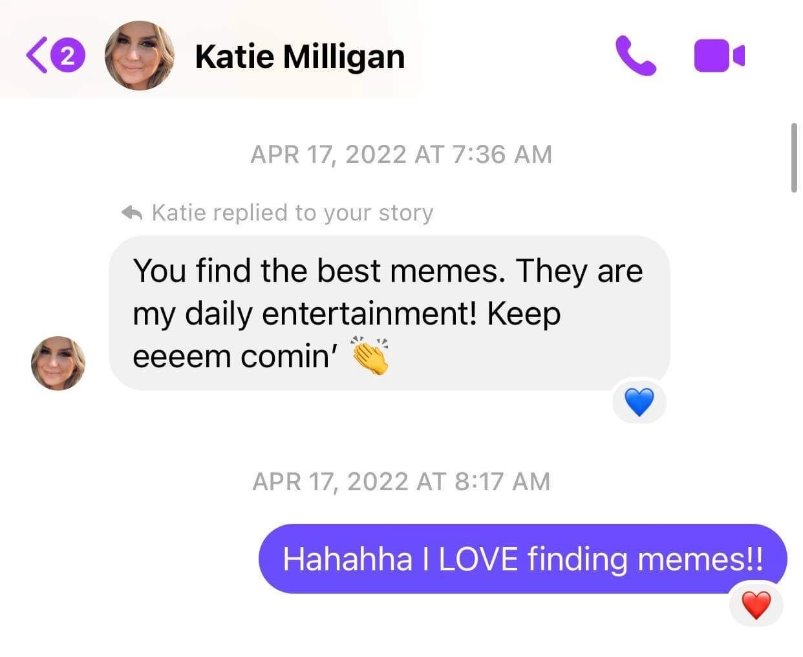 2
Katie Milligan
APR 17, 2022 AT 7:36 AM
Katie replied to your story
You find the best memes. They are
my daily entertainment! Keep
eeeem comin’ 👏
APR 17, 2022 AT 8:17 AM
Hahahha I LOVE finding memes!!